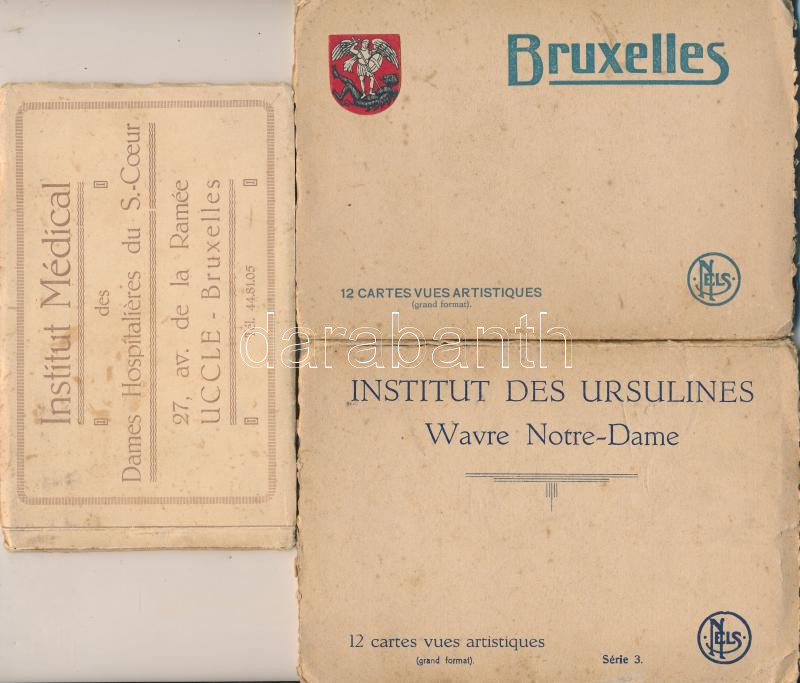 Institut Médical
des
Dames Hospitalières du S.-Cœur
27, av. de la Ramée
UCCLE - Bruxelles
Tél. 44.81.05
Bruxelles
12 CARTES VUES ARTISTIQUES
(grand format).
NELS
darabanth
INSTITUT DES URSULINES
Wavre Notre-Dame
12 cartes vues artistiques
(grand format).
Série 3.
NELS